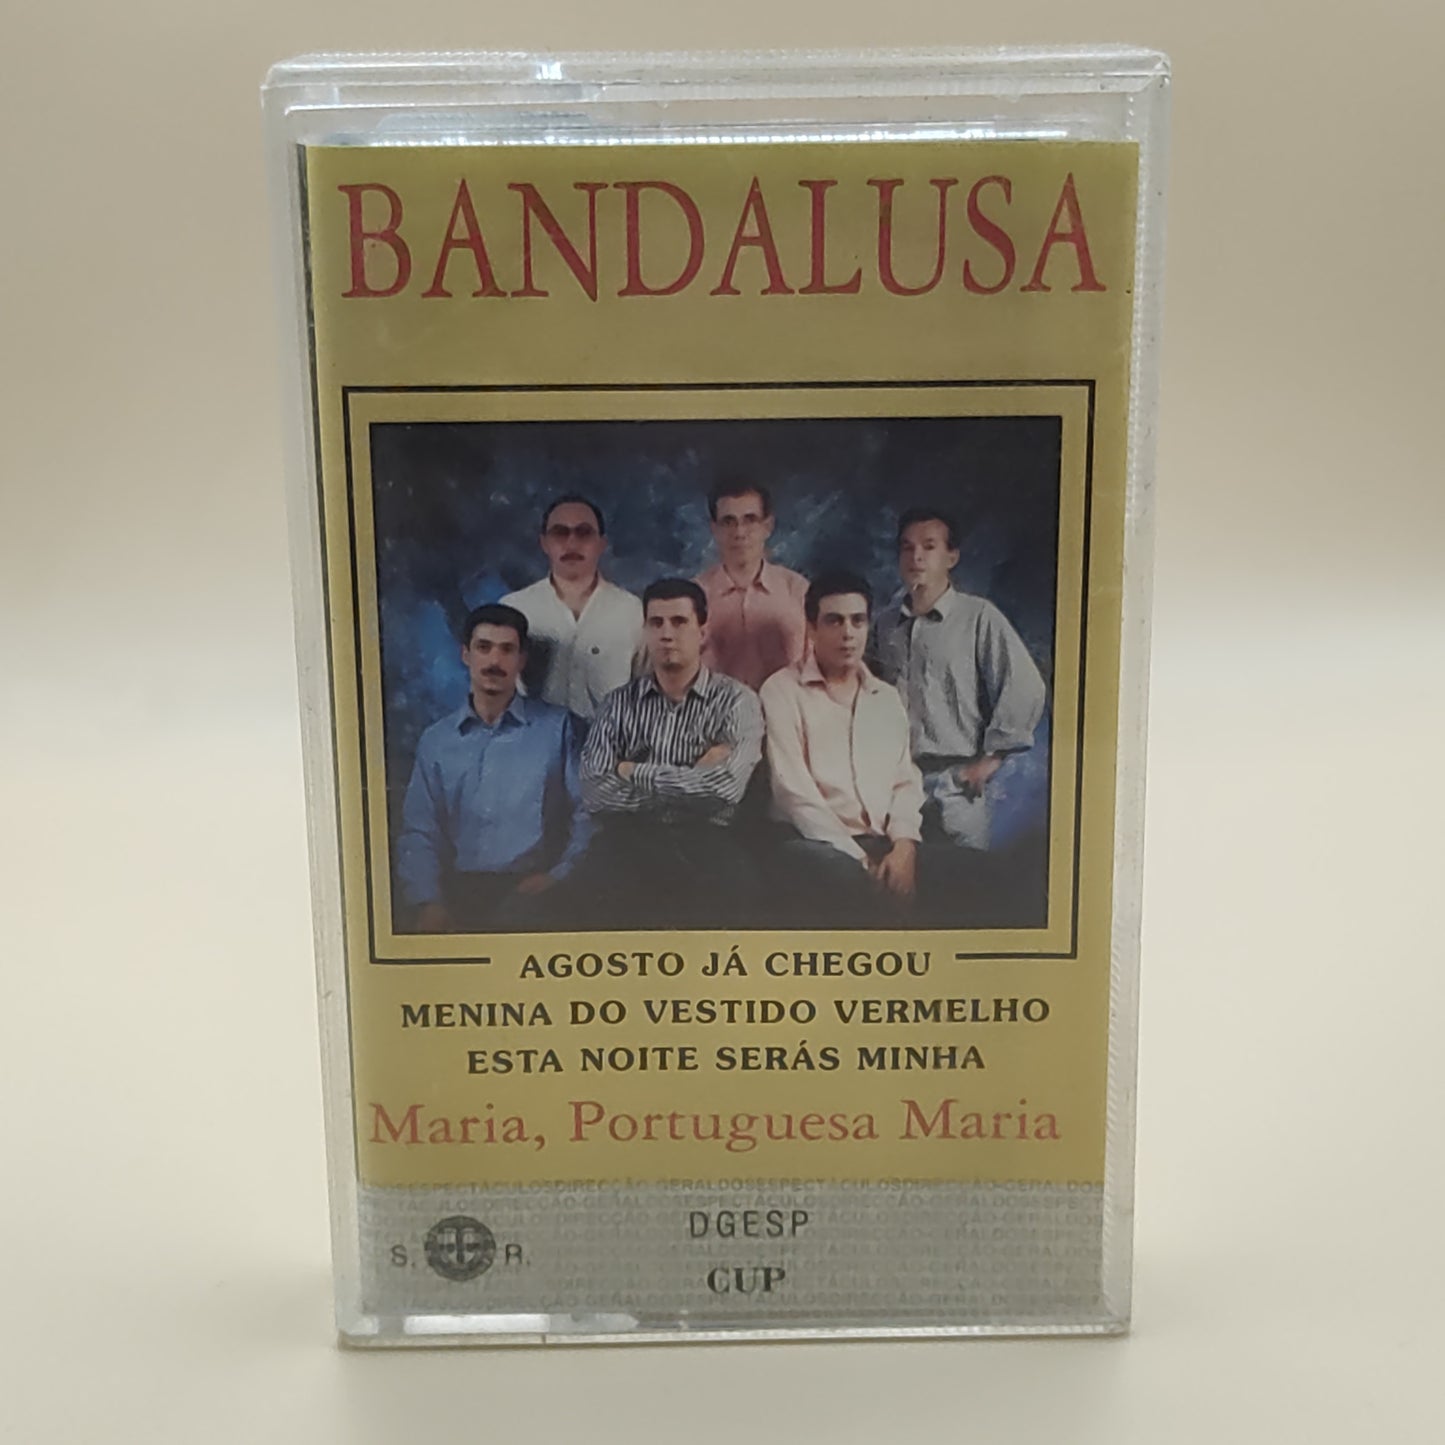 BANDALUSA
AGOSTO JÁ CHEGOU
MENINA DO VESTIDO VERMELHO
ESTA NOITE SERÁS MINHA
Maria, Portuguesa Maria
DGESP
S. R.
CUP